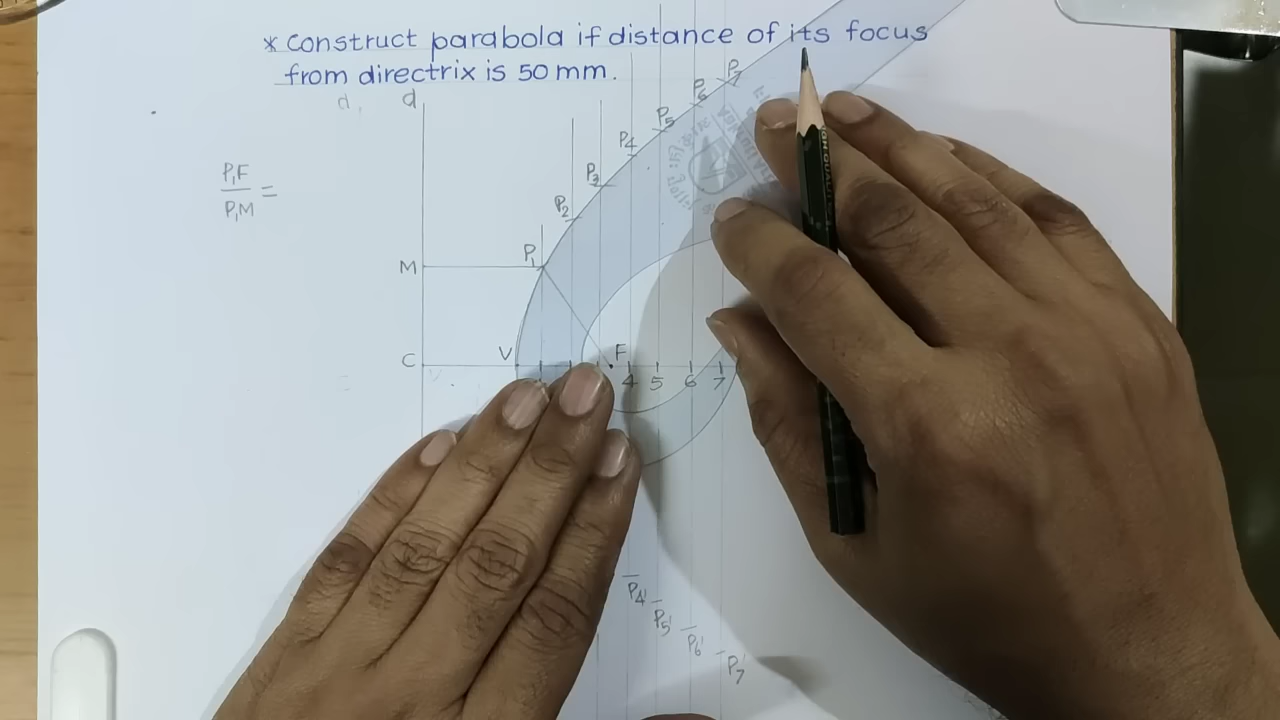 * Construct parabola if distance of its focus
from directrix is 50 mm.
d, d
P7
P6
P5
P4
P3
P2
P1
P1F
P1M =
M
C V F
4 5 6 7
P4'
P5'
P6'
P7'